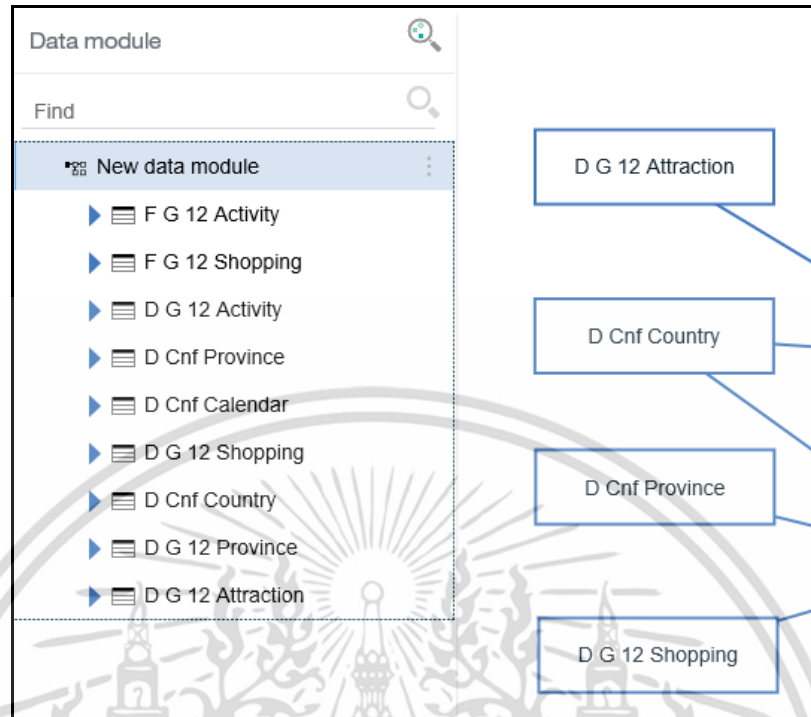 Data module
Find
New data module
F G 12 Activity
F G 12 Shopping
D G 12 Activity
D Cnf Province
D Cnf Calendar
D G 12 Shopping
D Cnf Country
D G 12 Province
D G 12 Attraction
D G 12 Attraction
D Cnf Country
D Cnf Province
D G 12 Shopping